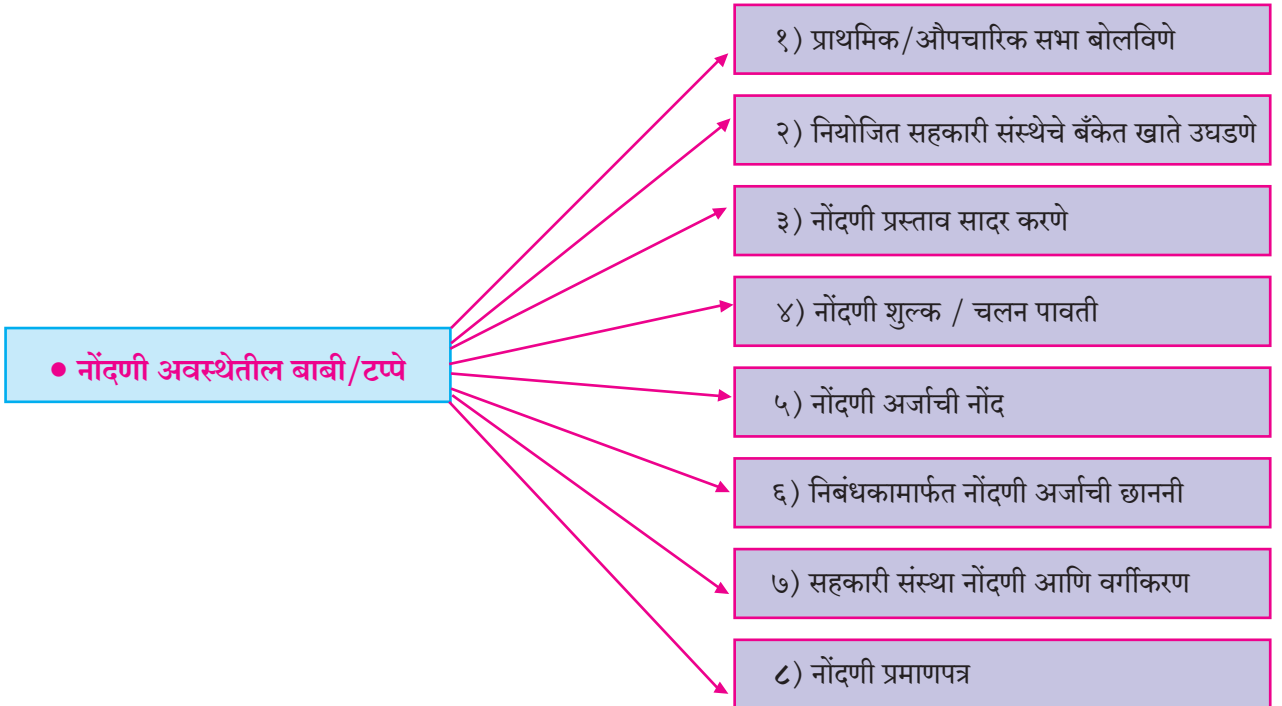 १) प्राथमिक/औपचारिक सभा बोलविणे
२) नियोजित सहकारी संस्थेचे बँकेत खाते उघडणे
३) नोंदणी प्रस्ताव सादर करणे
४) नोंदणी शुल्क / चलन पावती
• नोंदणी अवस्थेतील बाबी/टप्पे
५) नोंदणी अर्जाची नोंद
६) निबंधकामार्फत नोंदणी अर्जाची छाननी
७) सहकारी संस्था नोंदणी आणि वर्गीकरण
८) नोंदणी प्रमाणपत्र